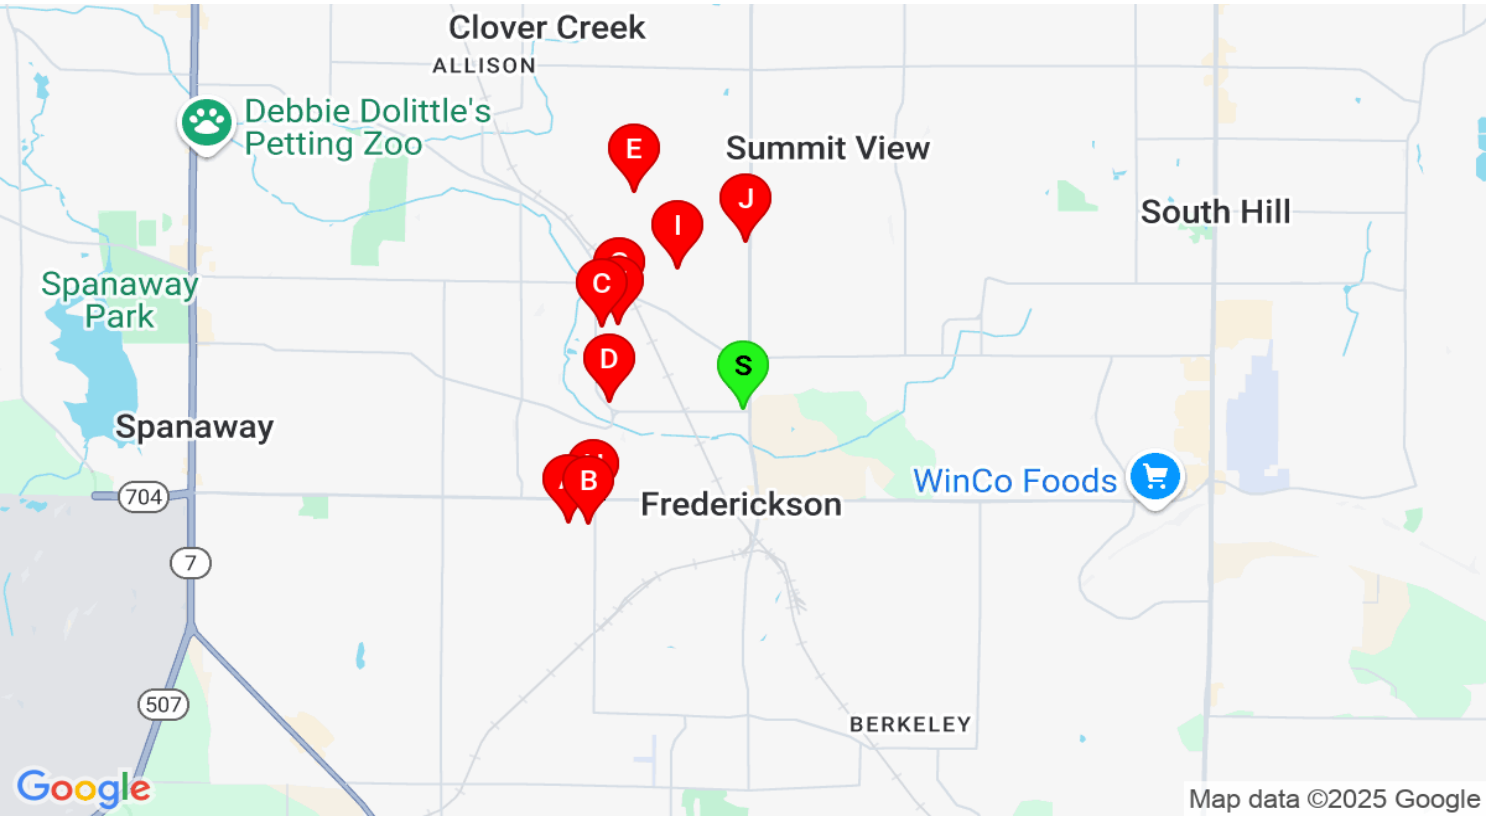 Clover Creek
ALLISON
Debbie Dolittle's
Petting Zoo
E
Summit View
J
South Hill
I
C
Spanaway
Park
D
S
Spanaway
B
WinCo Foods
704
Frederickson
7
507
BERKELEY
Google
Map data ©2025 Google